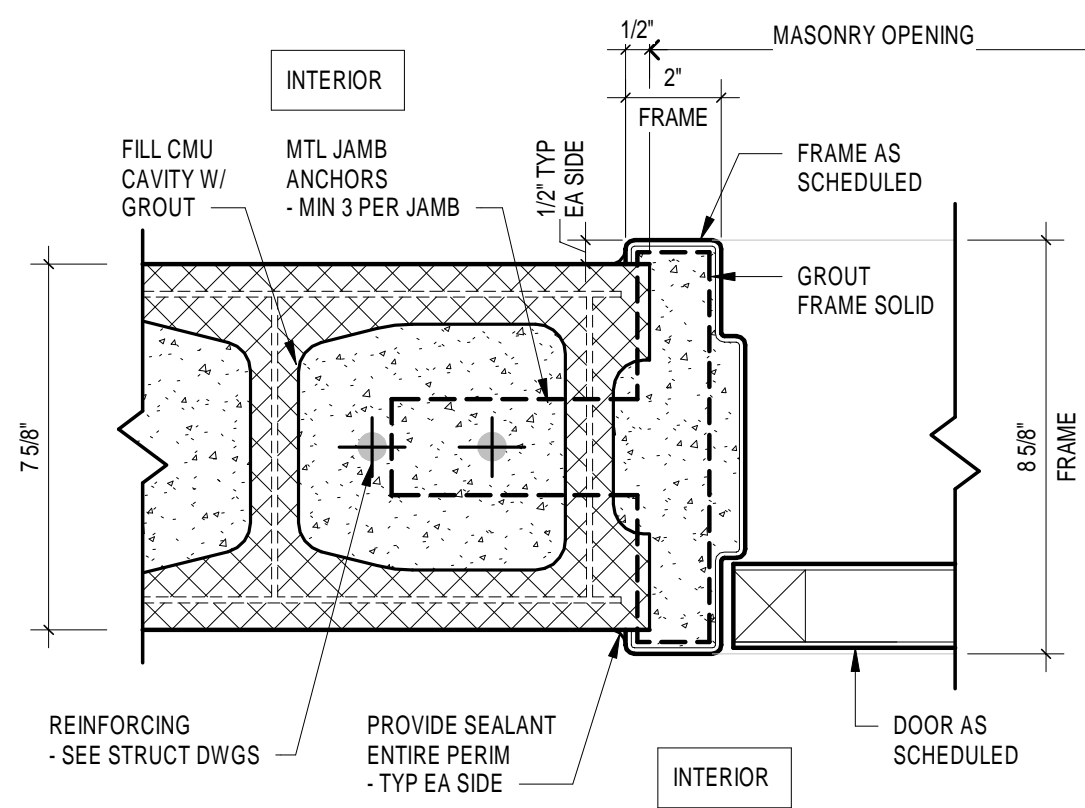 1/2"
MASONRY OPENING
INTERIOR
2"
FRAME
FILL CMU
CAVITY W/
GROUT
MTL JAMB
ANCHORS
- MIN 3 PER JAMB
1/2" TYP
EA SIDE
FRAME AS
SCHEDULED
GROUT
FRAME SOLID
7 5/8"
8 5/8"
FRAME
REINFORCING
- SEE STRUCT DWGS
PROVIDE SEALANT
ENTIRE PERIM
- TYP EA SIDE
INTERIOR
DOOR AS
SCHEDULED